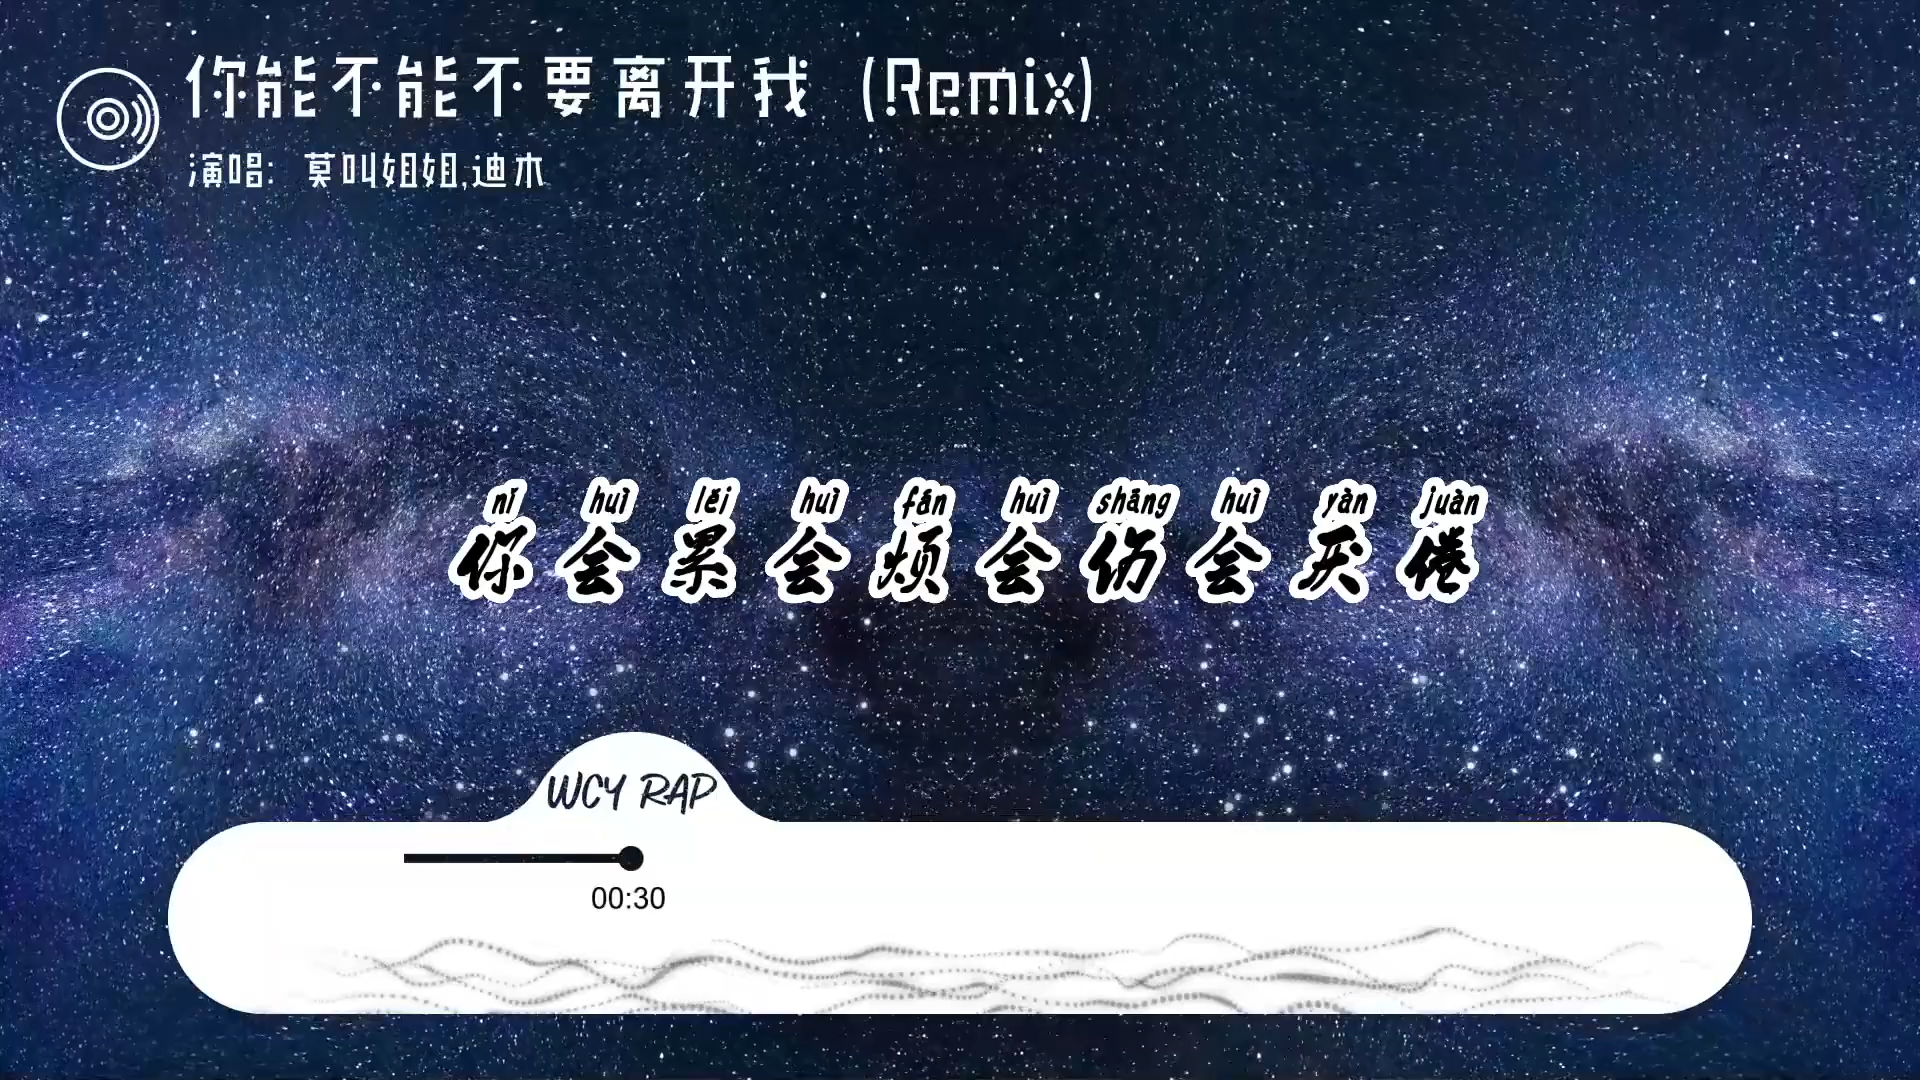 你能不能不要离开我 (Remix)
演唱: 莫叫姐姐,迪木
nǐ huì lěi huì fán huì shāng huì yàn juàn
你会累会烦会伤会厌倦
WCY RAP
00:30